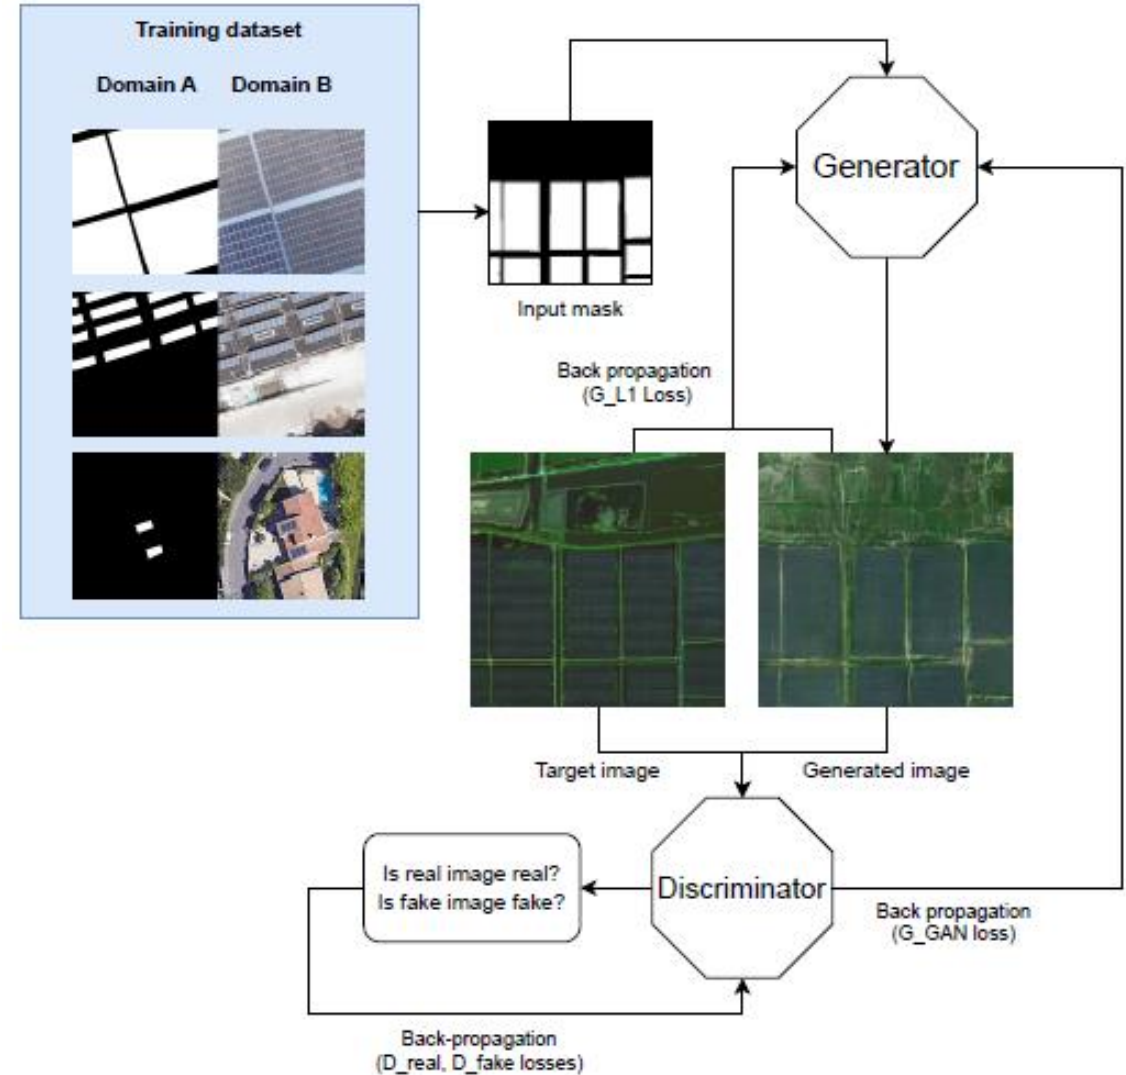 Training dataset
Domain A
Domain B
Input mask
Generator
Back propagation
(G_L1 Loss)
Target image
Generated image
Is real image real?
Is fake image fake?
Discriminator
Back propagation
(G_GAN loss)
Back-propagation
(D_real, D_fake losses)